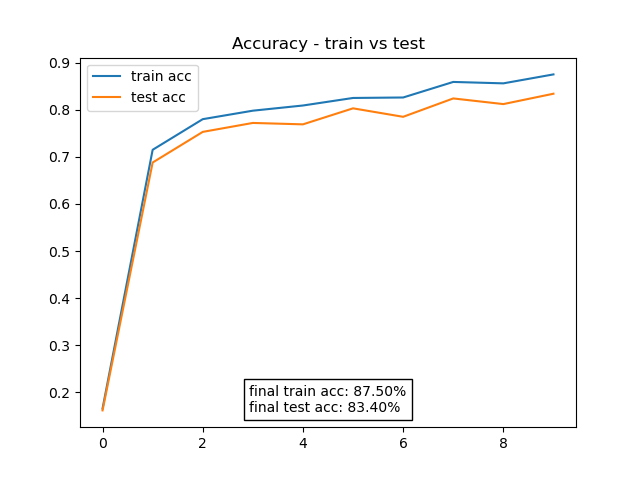 Accuracy - train vs test
0.9
0.8
0.7
0.6
0.5
0.4
0.3
0.2
train acc
test acc
final train acc: 87.50%
final test acc: 83.40%
0 2 4 6 8